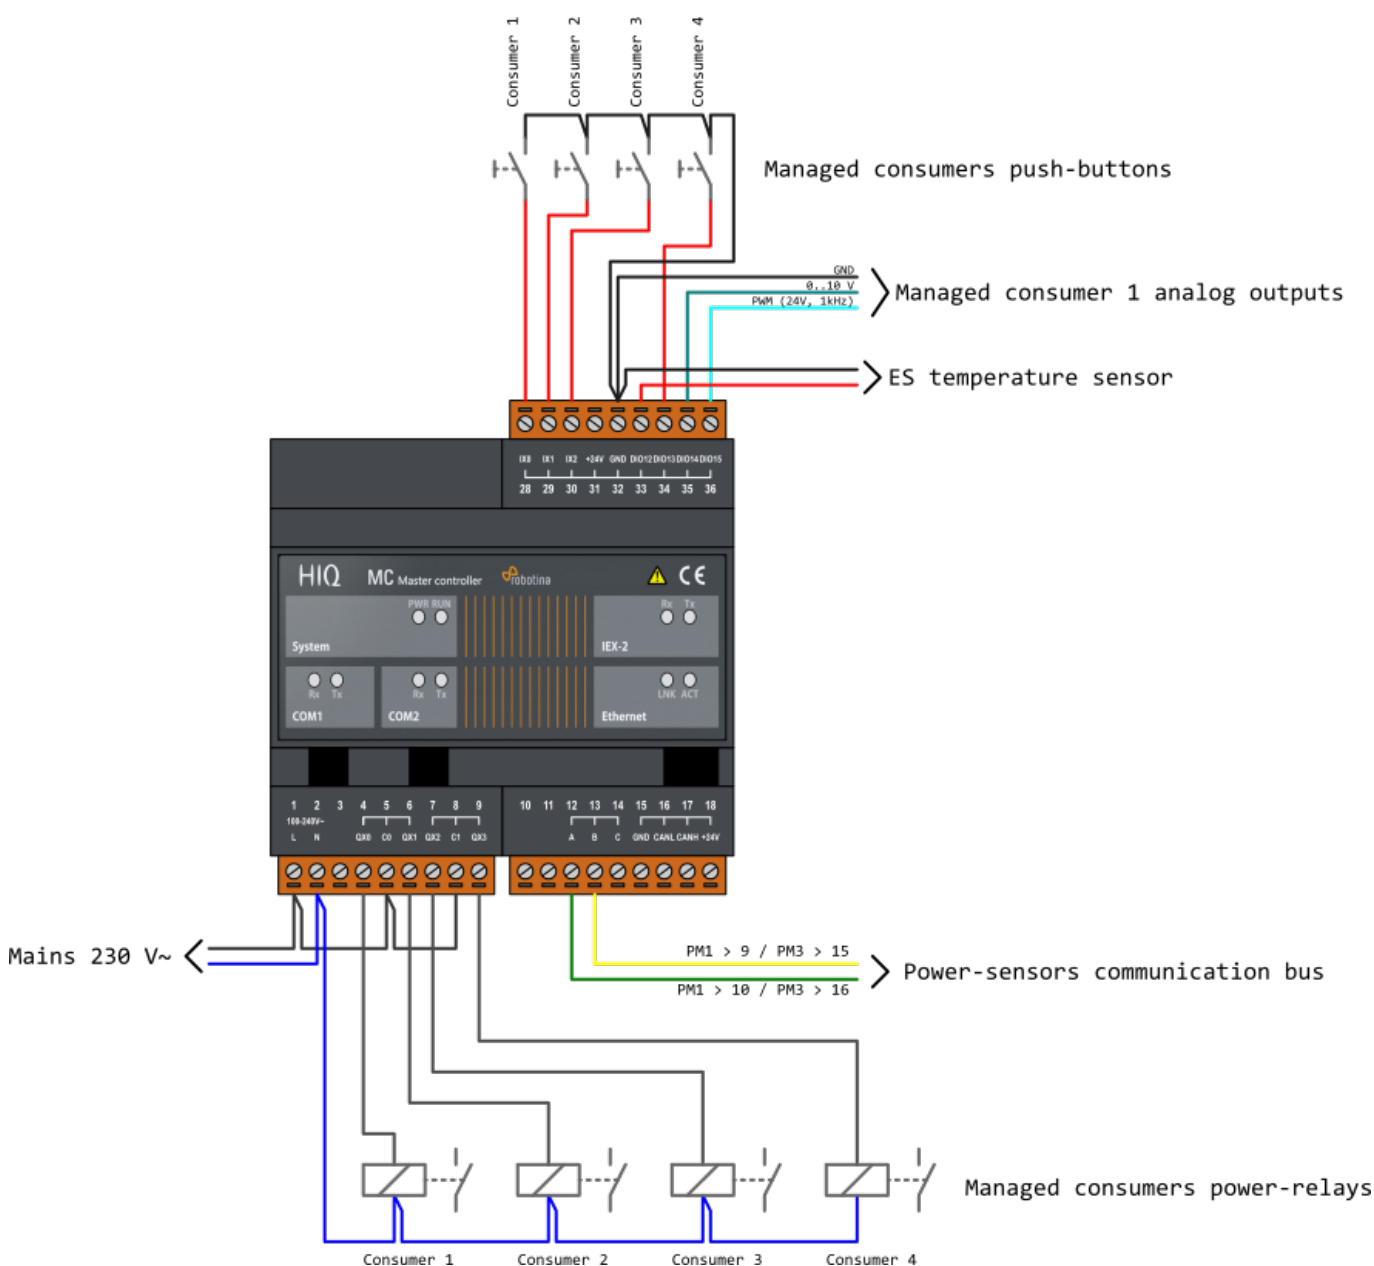 Consumer 1
Consumer 2
Consumer 3
Consumer 4
Managed consumers push-buttons
GND
0..10 V
PWM (24V, 1kHz)
Managed consumer 1 analog outputs
ES temperature sensor
IX0 IX1 IX2 +24V GND DIO12 DIO13 DIO14 DIO15
28 29 30 31 32 33 34 35 36
HIQ MC Master controller robotina CE
PWR RUN
System
Rx Tx
IEX-2
Rx Tx
COM1
Rx Tx
COM2
LNK ACT
Ethernet
1 2 3 4 5 6 7 8 9 10 11 12 13 14 15 16 17 18
100-240V~
L N QX0 C0 QX1 QX2 C1 QX3 A B C GND CANL CANH +24V
Mains 230 V~
PM1 > 9 / PM3 > 15
PM1 > 10 / PM3 > 16
Power-sensors communication bus
Managed consumers power-relays
Consumer 1 Consumer 2 Consumer 3 Consumer 4